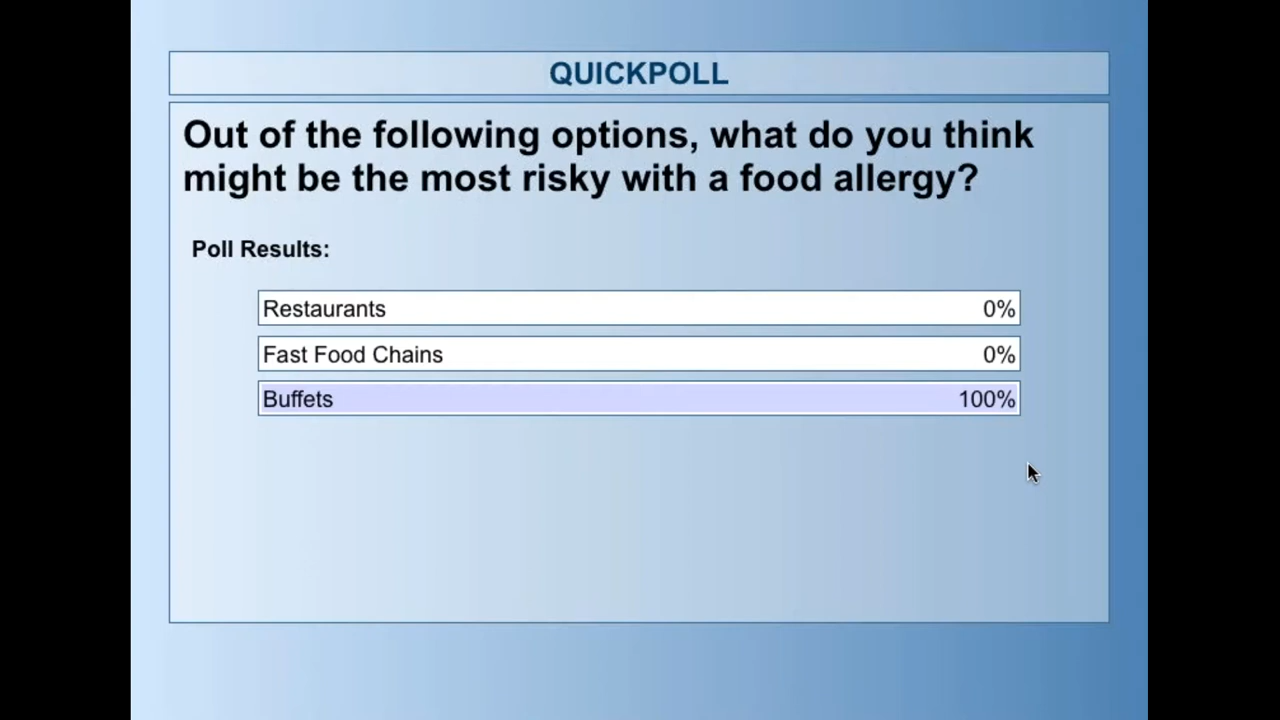 QUICKPOLL
Out of the following options, what do you think
might be the most risky with a food allergy?
Poll Results:
Restaurants 0%
Fast Food Chains 0%
Buffets 100%